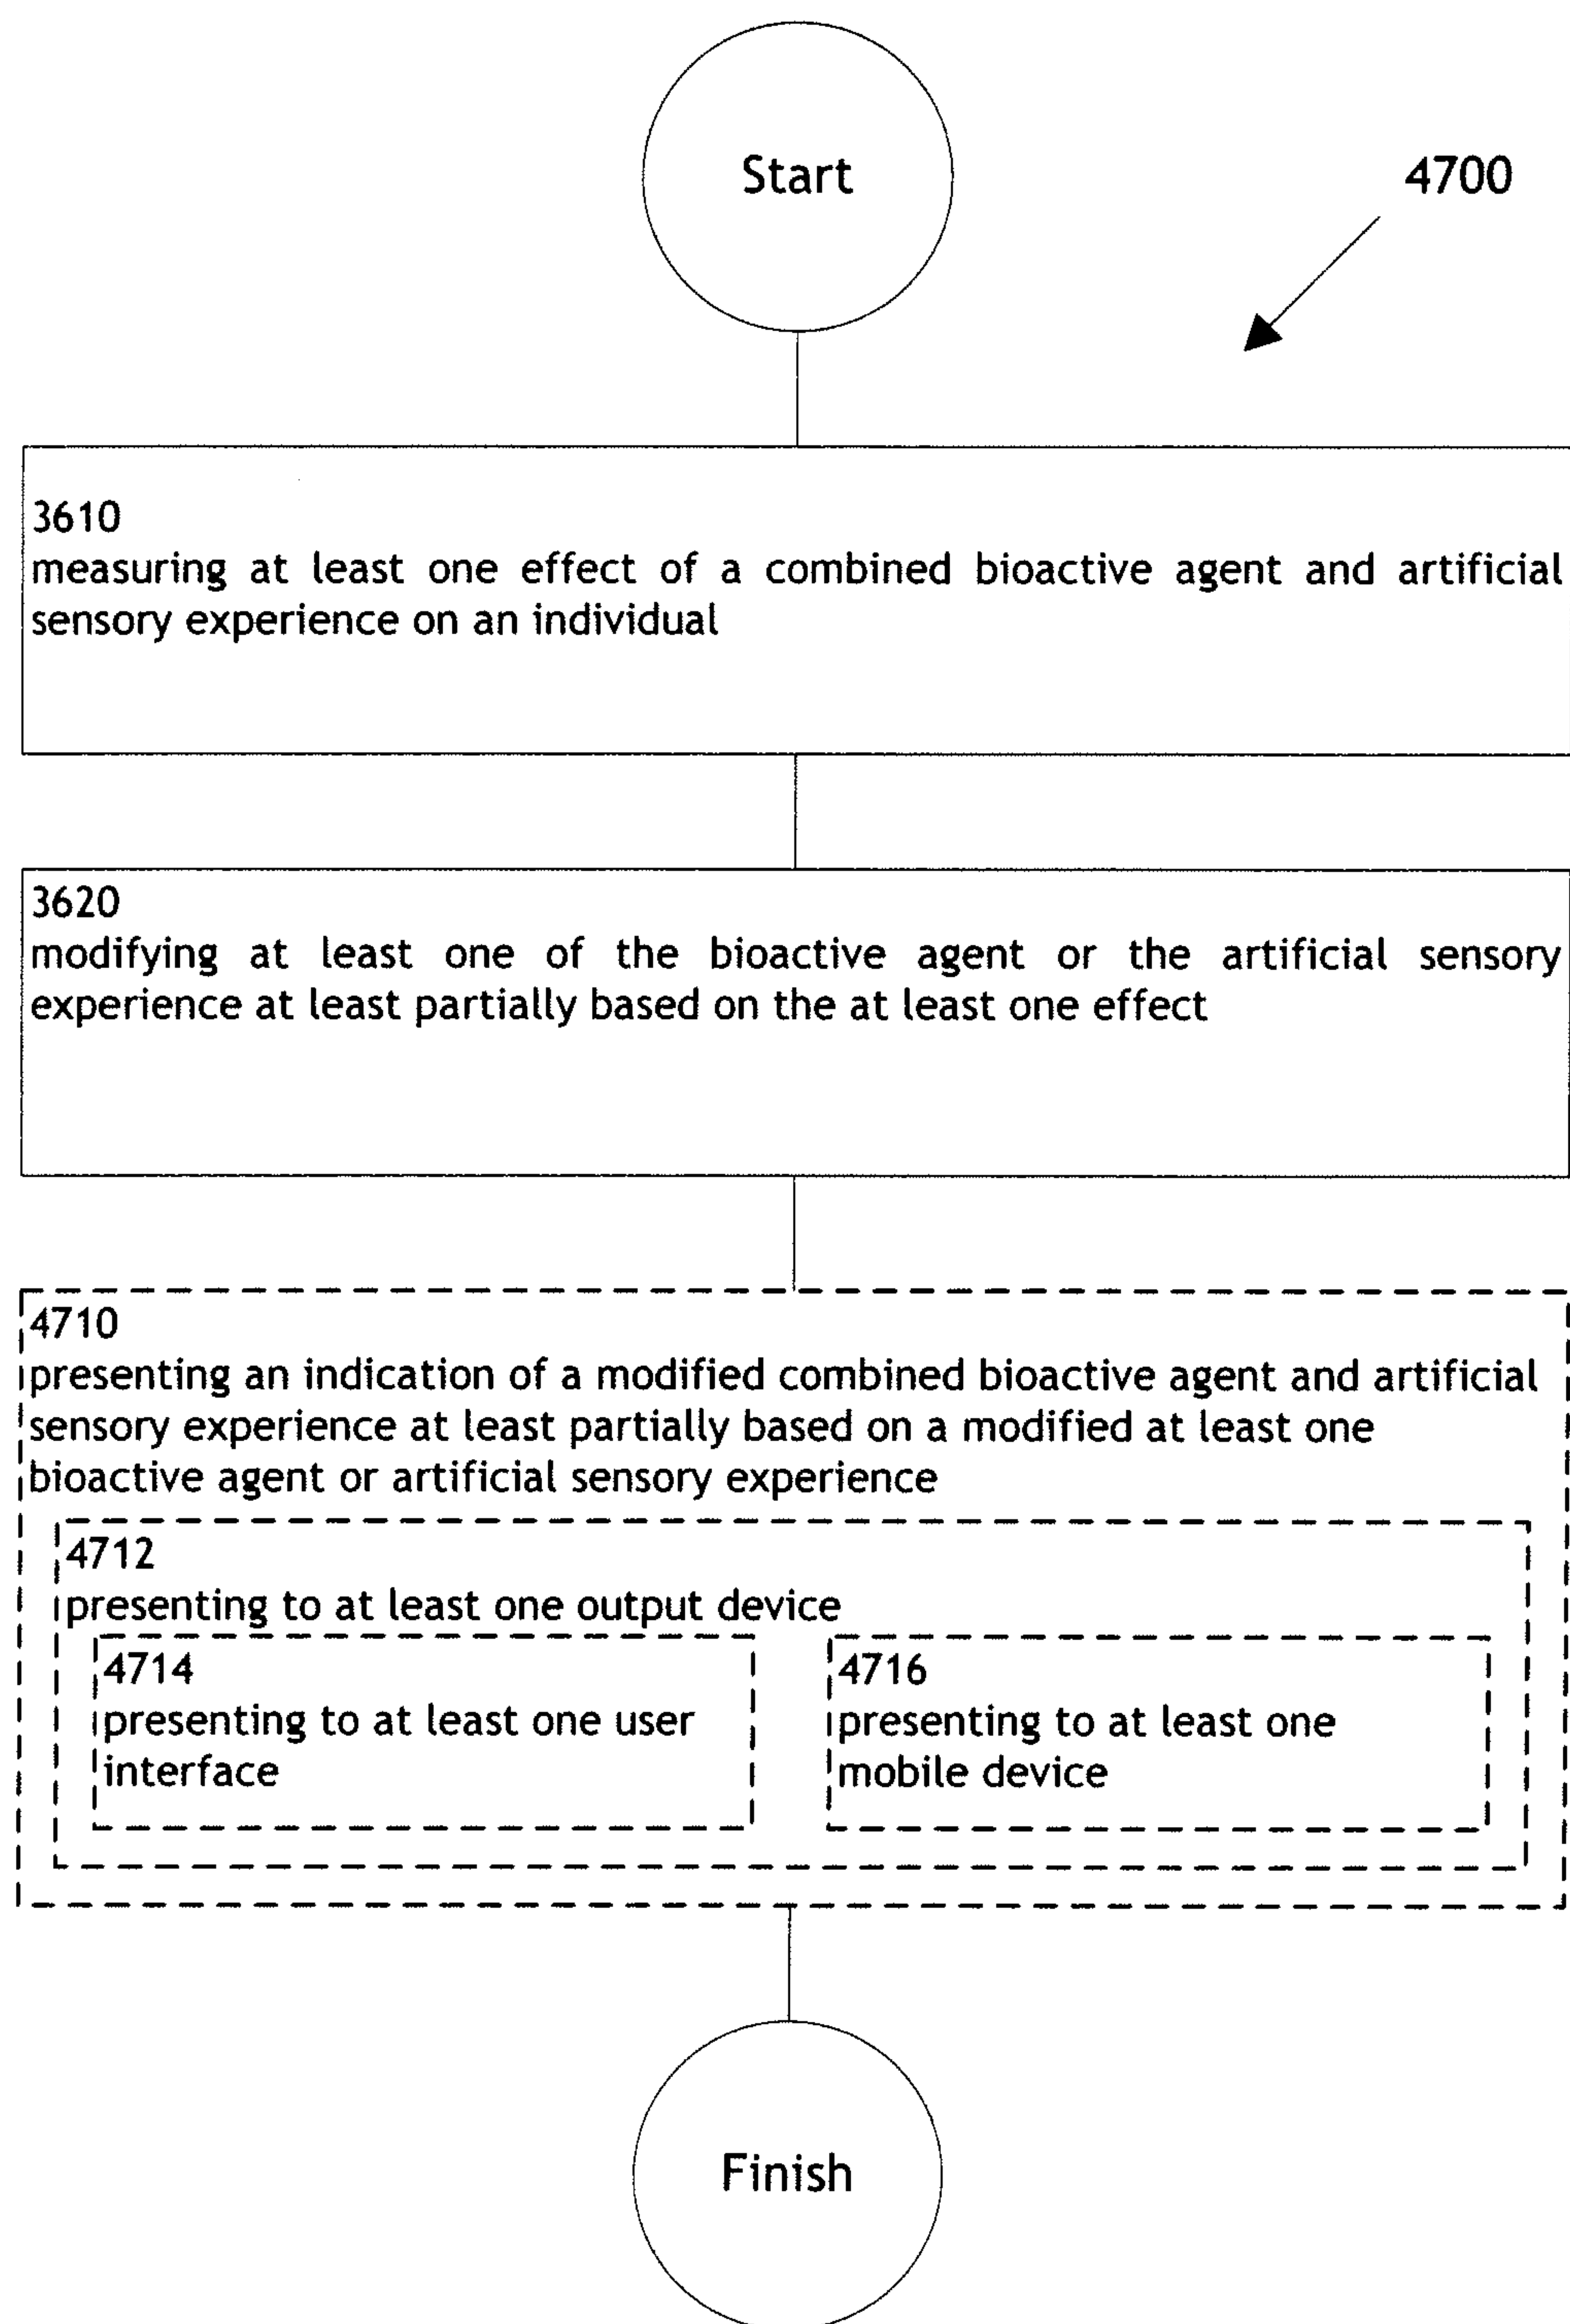 Start
4700
3610
measuring at least one effect of a combined bioactive agent and artificial
sensory experience on an individual
3620
modifying at least one of the bioactive agent or the artificial sensory
experience at least partially based on the at least one effect
4710
presenting an indication of a modified combined bioactive agent and artificial
sensory experience at least partially based on a modified at least one
bioactive agent or artificial sensory experience
4712
presenting to at least one output device
4714
presenting to at least one user
interface
4716
presenting to at least one
mobile device
Finish